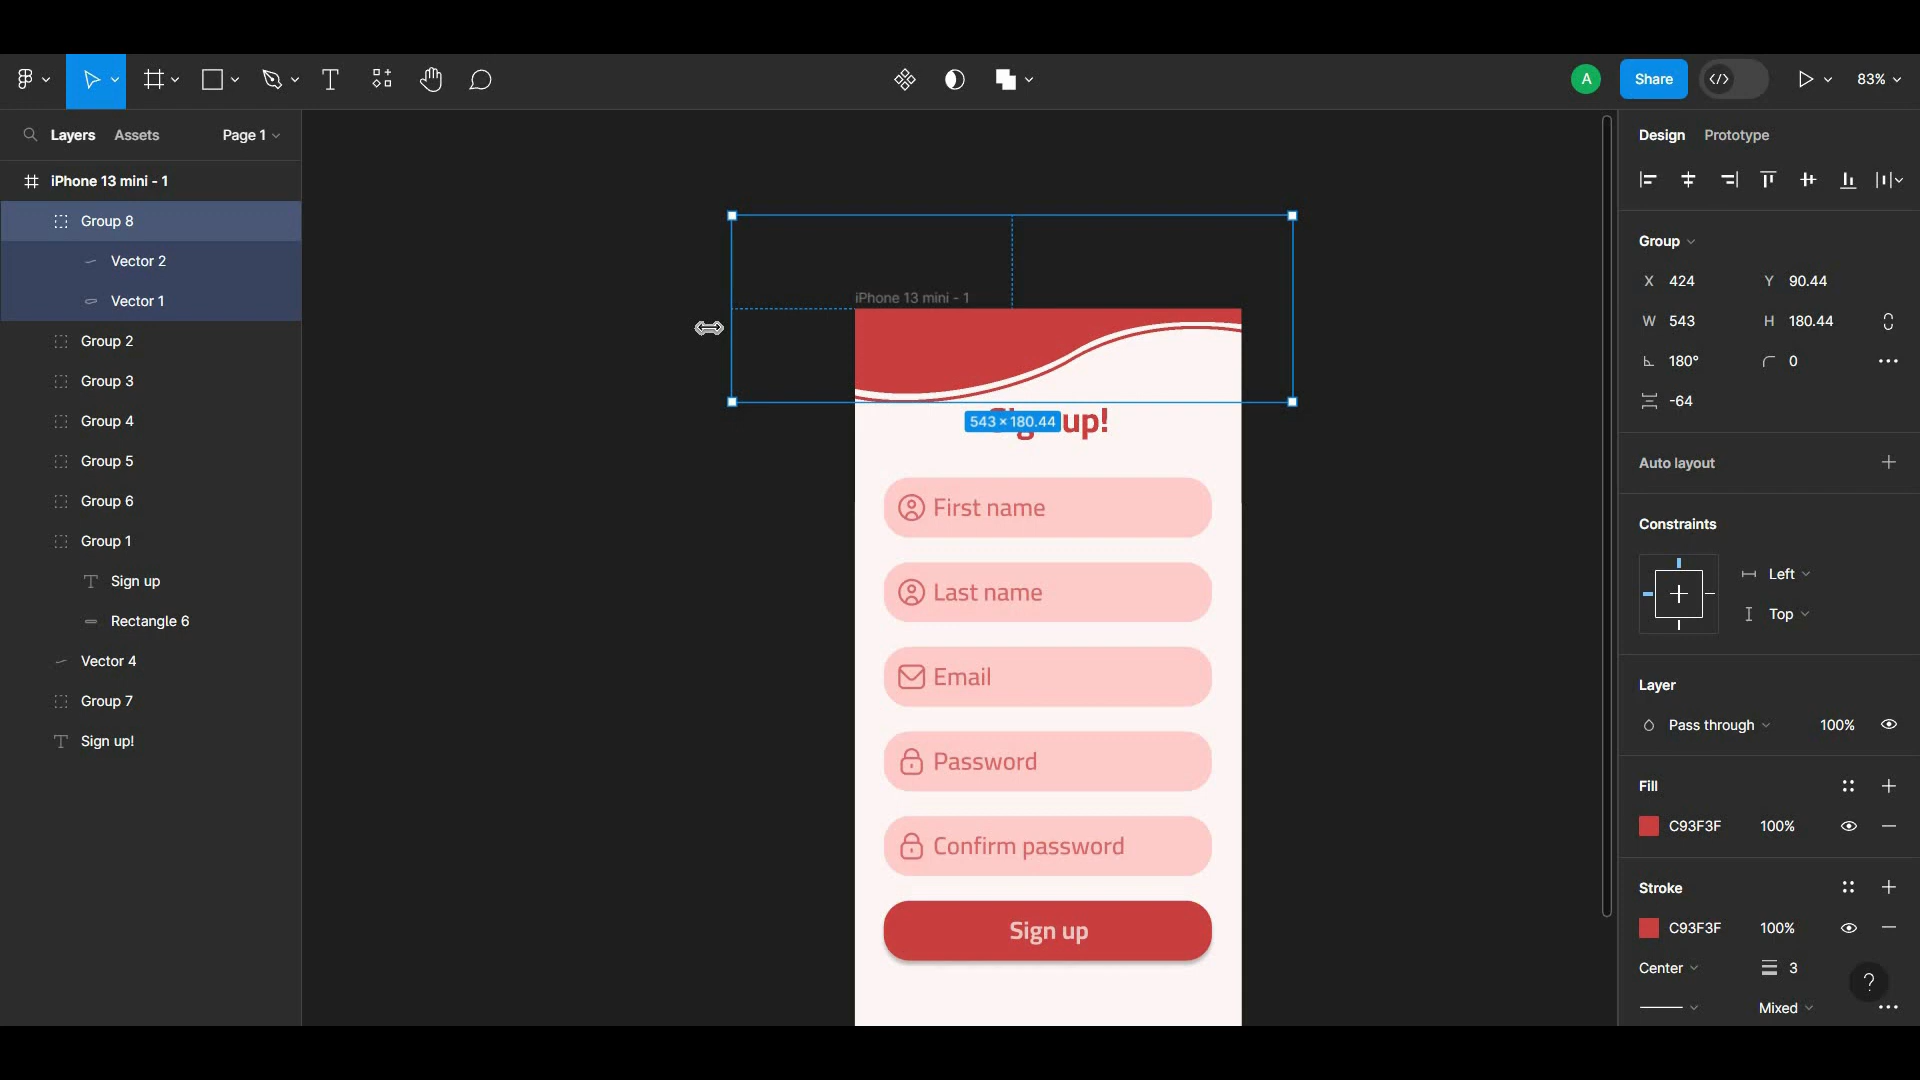 A
Share
83%
Layers
Assets
Page 1
Design
Prototype
iPhone 13 mini - 1
Group 8
Vector 2
Vector 1
Group 2
Group 3
Group 4
Group 5
Group 6
Group 1
Sign up
Rectangle 6
Vector 4
Group 7
Sign up!
iPhone 13 mini - 1
543 × 180.44
up!
First name
Last name
Email
Password
Confirm password
Sign up
Group
X 424 Y 90.44
W 543 H 180.44
180° 0
-64
Auto layout
Constraints
Left
Top
Layer
Pass through 100%
Fill
C93F3F 100%
Stroke
C93F3F 100%
Center 3
Mixed
?